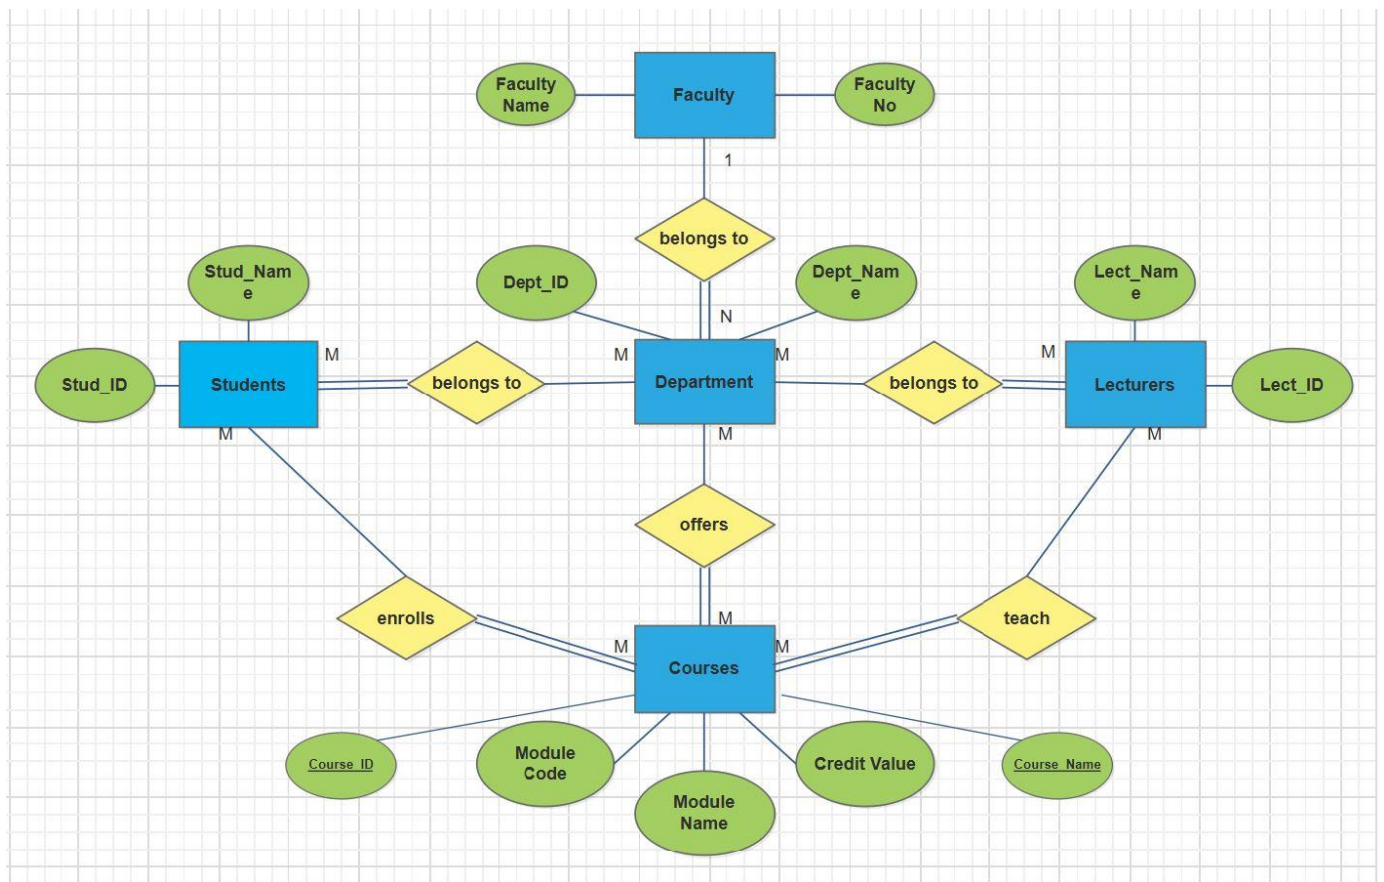 Faculty
Name
Faculty
Faculty
No
1
belongs to
Stud_Nam
e
Dept_ID
Dept_Nam
e
Lect_Nam
e
N
M
M
M
M
Stud_ID
Students
belongs to
Department
belongs to
Lecturers
Lect_ID
M
M
M
offers
enrolls
teach
M
M
M
Courses
Course_ID
Module
Code
Module
Name
Credit Value
Course_Name